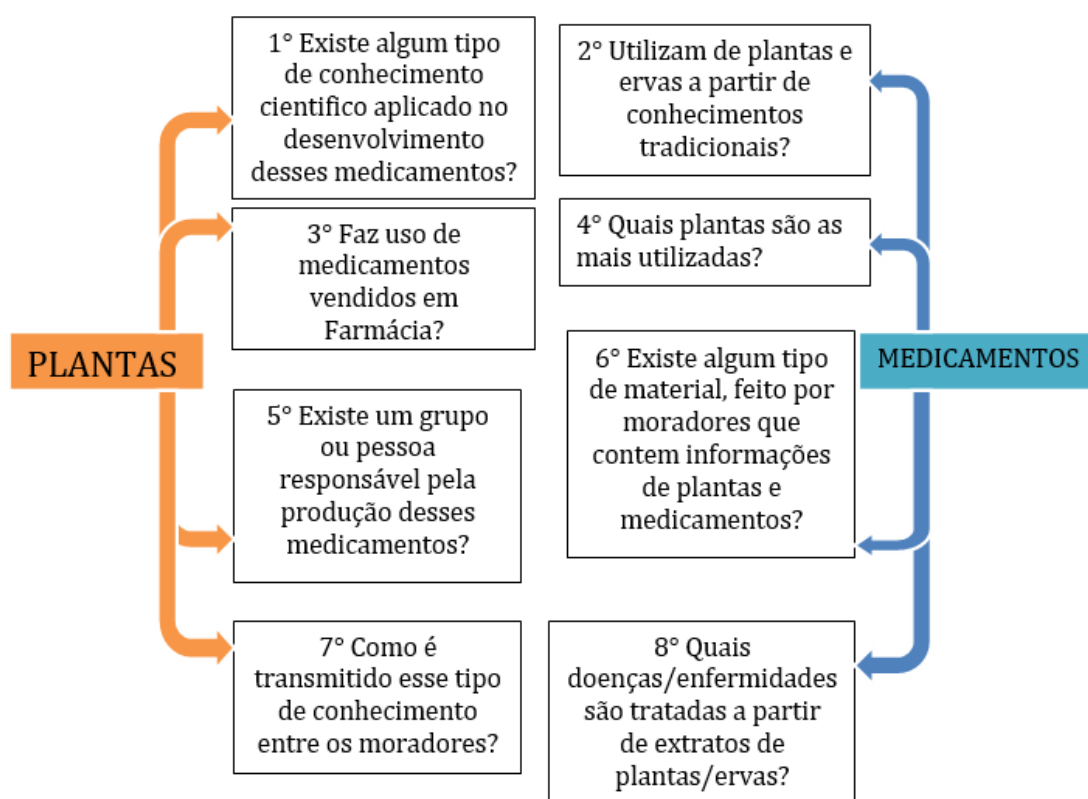 1° Existe algum tipo
de conhecimento
cientifico aplicado no
desenvolvimento
desses medicamentos?
2° Utilizam de plantas e
ervas a partir de
conhecimentos
tradicionais?
3° Faz uso de
medicamentos
vendidos em
Farmácia?
4° Quais plantas são as
mais utilizadas?
PLANTAS
MEDICAMENTOS
5° Existe um grupo
ou pessoa
responsável pela
produção desses
medicamentos?
6° Existe algum tipo
de material, feito por
moradores que
contem informações
de plantas e
medicamentos?
7° Como é
transmitido esse tipo
de conhecimento
entre os moradores?
8° Quais
doenças/enfermidades
são tratadas a partir
de extratos de
plantas/ervas?